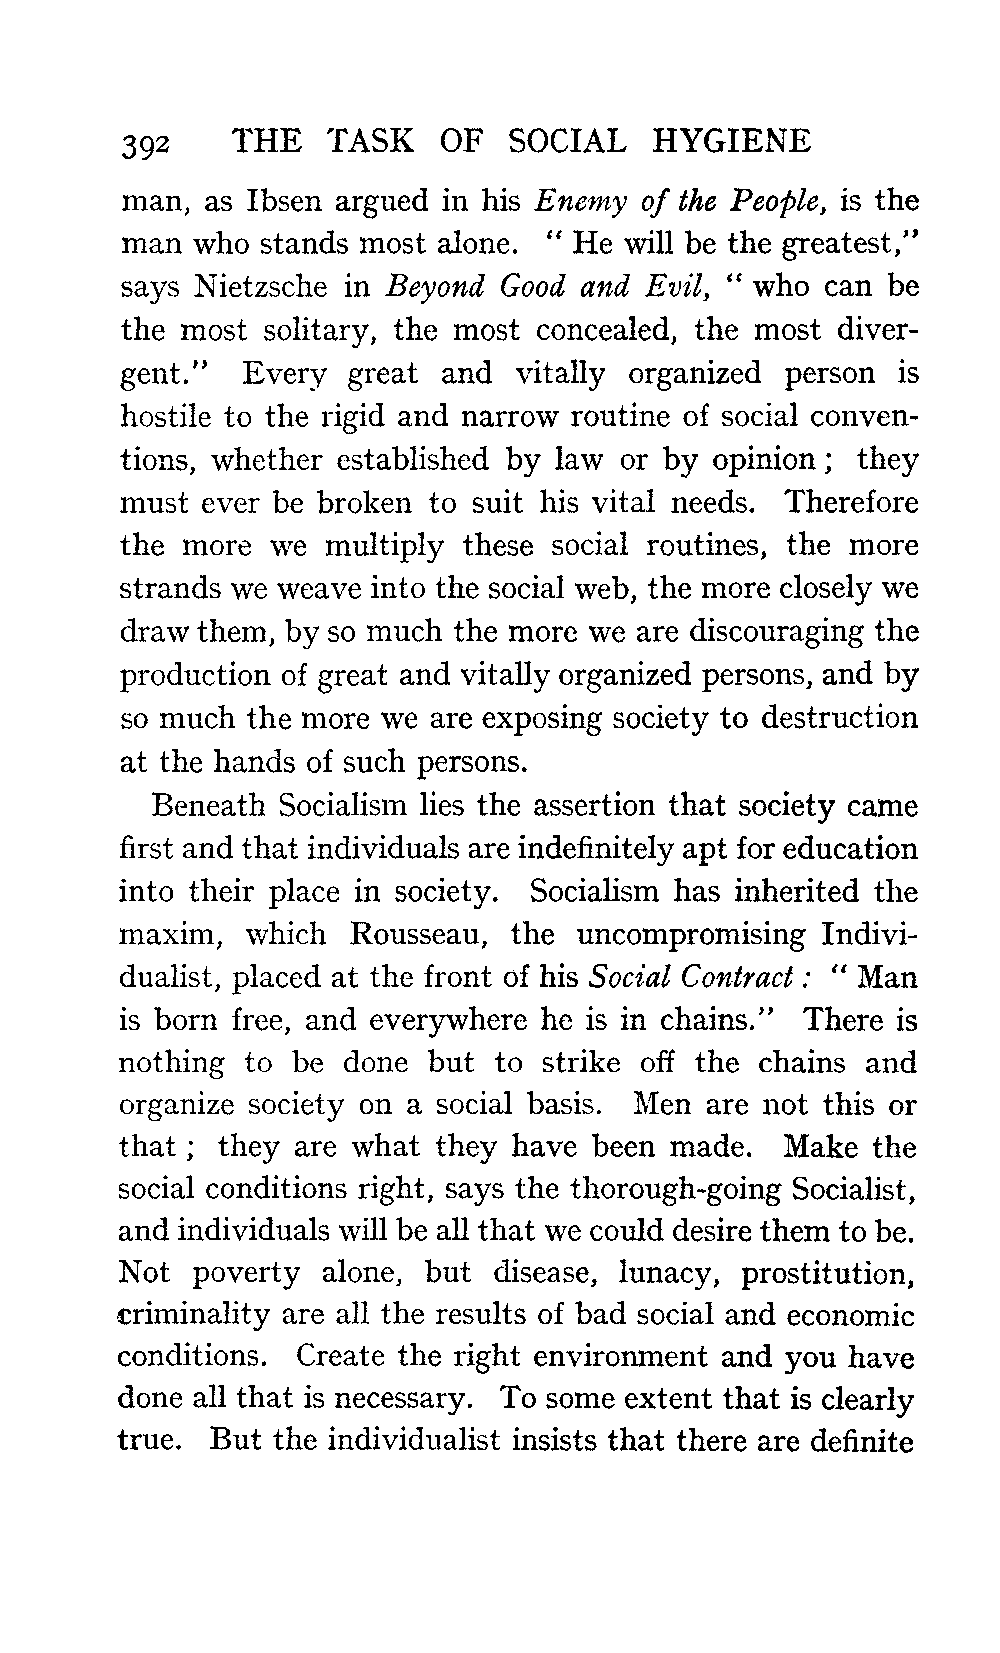 392 THE TASK OF SOCIAL HYGIENE
man, as Ibsen argued in his Enemy of the People, is the
man who stands most alone. “ He will be the greatest,”
says Nietzsche in Beyond Good and Evil, “ who can be
the most solitary, the most concealed, the most diver-
gent.” Every great and vitally organized person is
hostile to the rigid and narrow routine of social conven-
tions, whether established by law or by opinion ; they
must ever be broken to suit his vital needs. Therefore
the more we multiply these social routines, the more
strands we weave into the social web, the more closely we
draw them, by so much the more we are discouraging the
production of great and vitally organized persons, and by
so much the more we are exposing society to destruction
at the hands of such persons.
Beneath Socialism lies the assertion that society came
first and that individuals are indefinitely apt for education
into their place in society. Socialism has inherited the
maxim, which Rousseau, the uncompromising Indivi-
dualist, placed at the front of his Social Contract : “ Man
is born free, and everywhere he is in chains.” There is
nothing to be done but to strike off the chains and
organize society on a social basis. Men are not this or
that ; they are what they have been made. Make the
social conditions right, says the thorough-going Socialist,
and individuals will be all that we could desire them to be.
Not poverty alone, but disease, lunacy, prostitution,
criminality are all the results of bad social and economic
conditions. Create the right environment and you have
done all that is necessary. To some extent that is clearly
true. But the individualist insists that there are definite